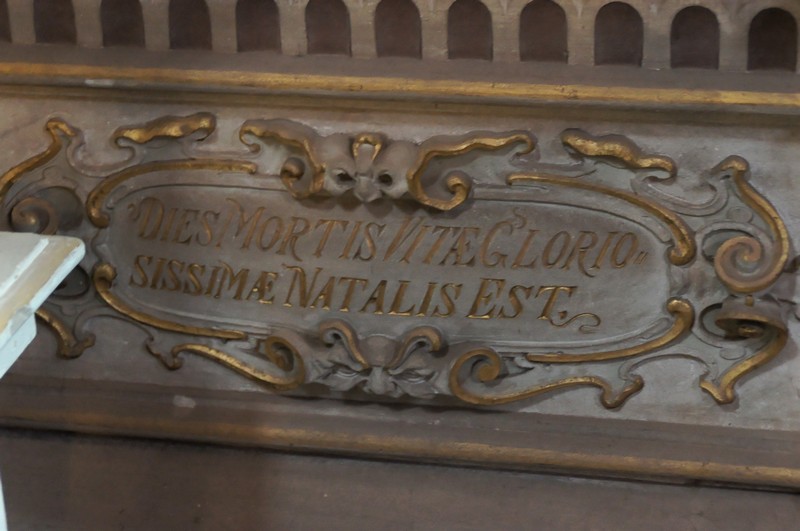 DIES MORTIS VITÆ GLORIO-
SISSIMÆ NATALIS EST.